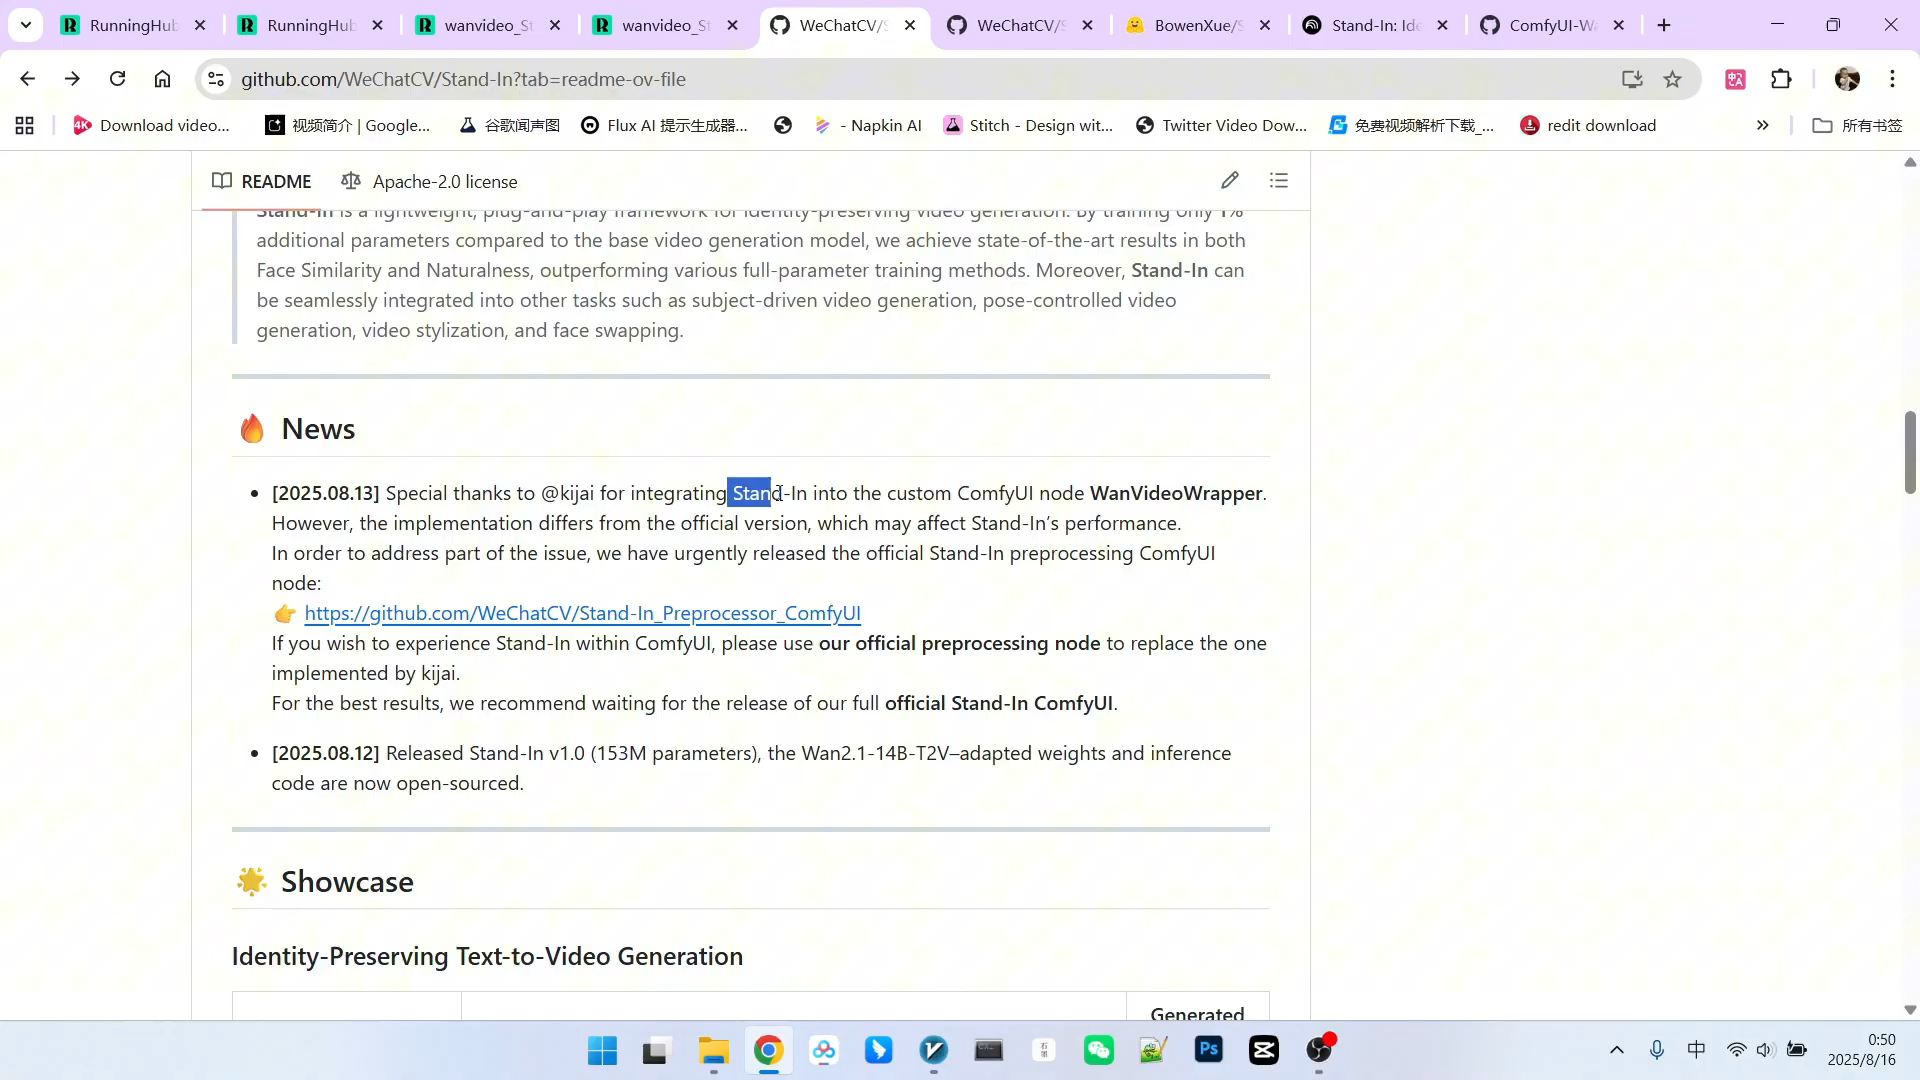 RunningHub
RunningHub
wanvideo_St
wanvideo_St
WeChatCV/S
WeChatCV/S
BowenXue/S
Stand-In: Ide
ComfyUI-Wa
github.com/WeChatCV/Stand-In?tab=readme-ov-file
Download video...
视频简介 | Google...
谷歌闻声图
Flux AI 提示生成器...
- Napkin AI
Stitch - Design wit...
Twitter Video Dow...
免费视频解析下载_...
redit download
»
所有书签
README
Apache-2.0 license
Stand-In is a lightweight, plug-and-play framework for identity-preserving video generation. By training only 1%
additional parameters compared to the base video generation model, we achieve state-of-the-art results in both
Face Similarity and Naturalness, outperforming various full-parameter training methods. Moreover, Stand-In can
be seamlessly integrated into other tasks such as subject-driven video generation, pose-controlled video
generation, video stylization, and face swapping.
🔥 News
• [2025.08.13] Special thanks to @kijai for integrating Stand-In into the custom ComfyUI node WanVideoWrapper.
However, the implementation differs from the official version, which may affect Stand-In’s performance.
In order to address part of the issue, we have urgently released the official Stand-In preprocessing ComfyUI
node:
👉 https://github.com/WeChatCV/Stand-In_Preprocessor_ComfyUI
If you wish to experience Stand-In within ComfyUI, please use our official preprocessing node to replace the one
implemented by kijai.
For the best results, we recommend waiting for the release of our full official Stand-In ComfyUI.
• [2025.08.12] Released Stand-In v1.0 (153M parameters), the Wan2.1-14B-T2V–adapted weights and inference
code are now open-sourced.
🌟 Showcase
Identity-Preserving Text-to-Video Generation
Generated
Ps
中
0:50
2025/8/16